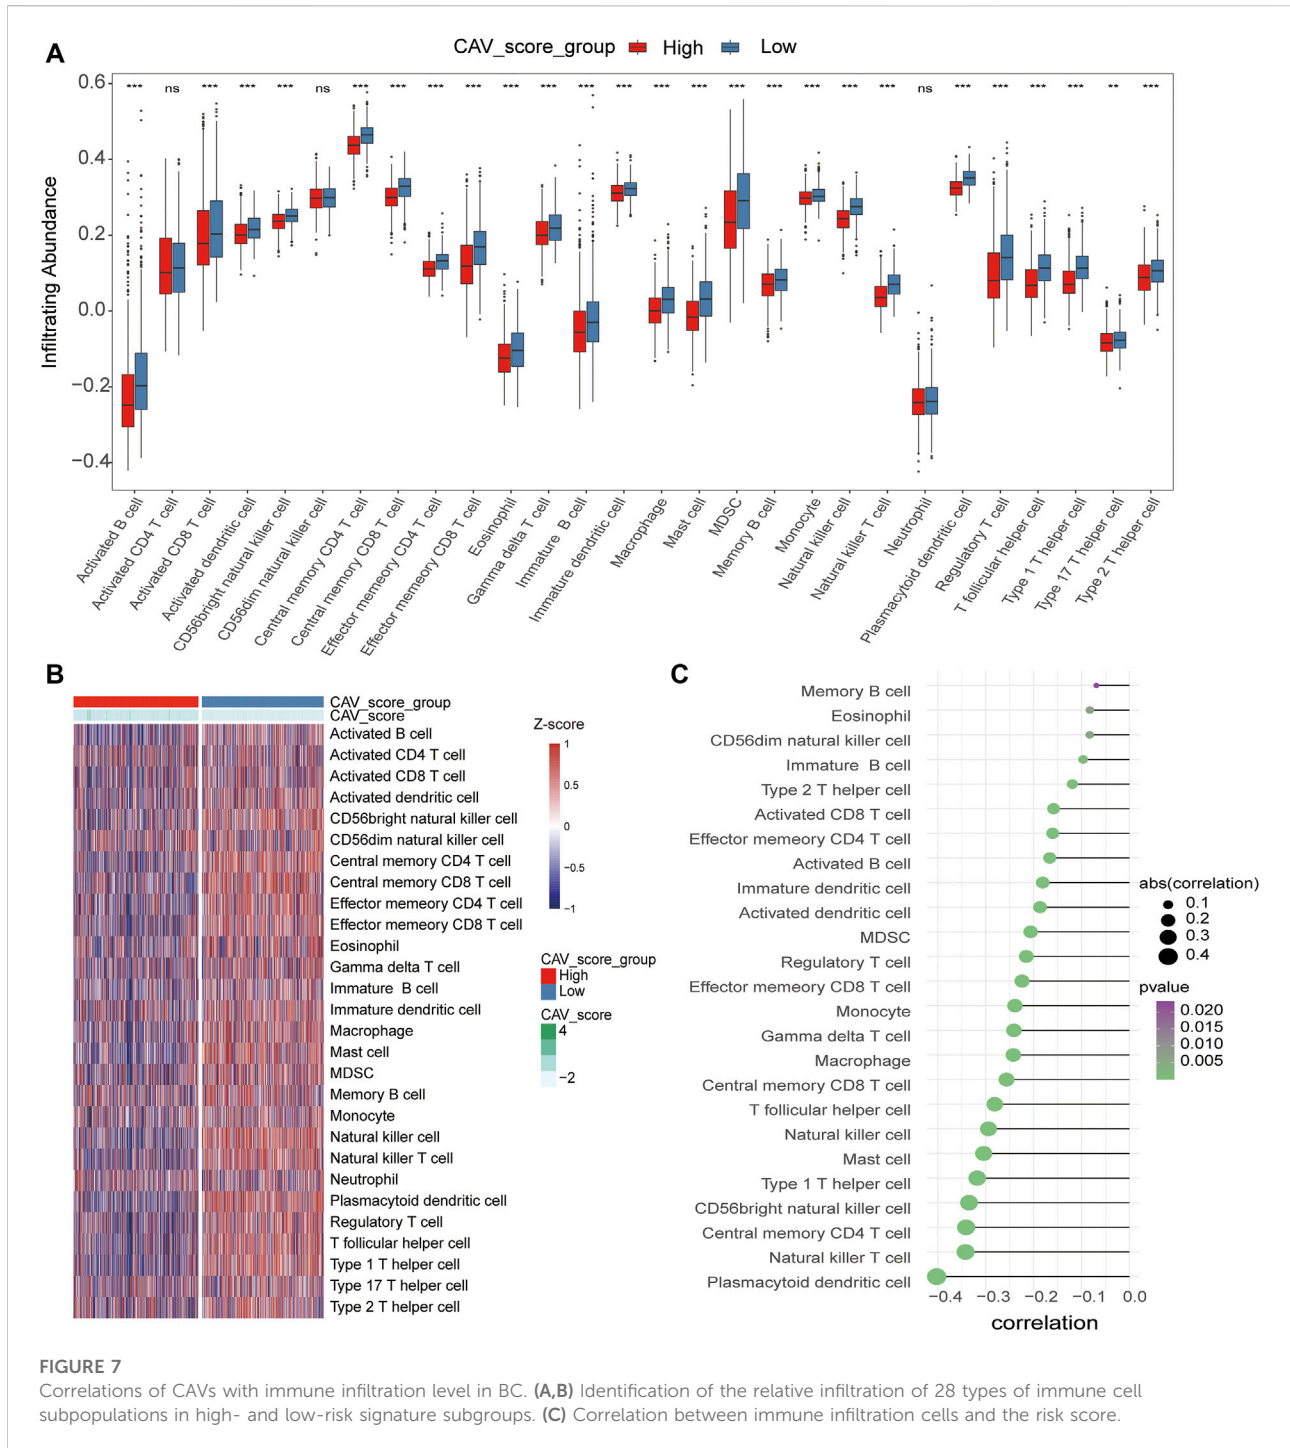 A
CAV_score_group High Low
0.6
0.4
0.2
0.0
−0.2
−0.4
Infiltrating Abundance
*** ns *** *** *** ns *** *** *** *** *** *** *** *** *** *** *** *** *** *** *** ns *** *** *** *** ** ***
Activated B cell
Activated CD4 T cell
Activated CD8 T cell
Activated dendritic cell
CD56bright natural killer cell
CD56dim natural killer cell
Central memory CD4 T cell
Central memory CD8 T cell
Effector memeory CD4 T cell
Effector memeory CD8 T cell
Eosinophil
Gamma delta T cell
Immature B cell
Immature dendritic cell
Macrophage
Mast cell
MDSC
Memory B cell
Monocyte
Natural killer cell
Natural killer T cell
Neutrophil
Plasmacytoid dendritic cell
Regulatory T cell
T follicular helper cell
Type 1 T helper cell
Type 17 T helper cell
Type 2 T helper cell
B
CAV_score_group
CAV_score
Activated B cell
Activated CD4 T cell
Activated CD8 T cell
Activated dendritic cell
CD56bright natural killer cell
CD56dim natural killer cell
Central memory CD4 T cell
Central memory CD8 T cell
Effector memeory CD4 T cell
Effector memeory CD8 T cell
Eosinophil
Gamma delta T cell
Immature B cell
Immature dendritic cell
Macrophage
Mast cell
MDSC
Memory B cell
Monocyte
Natural killer cell
Natural killer T cell
Neutrophil
Plasmacytoid dendritic cell
Regulatory T cell
T follicular helper cell
Type 1 T helper cell
Type 17 T helper cell
Type 2 T helper cell
Z-score
1
0.5
0
−0.5
−1
CAV_score_group
High
Low
CAV_score
4
−2
C
Memory B cell
Eosinophil
CD56dim natural killer cell
Immature B cell
Type 2 T helper cell
Activated CD8 T cell
Effector memeory CD4 T cell
Activated B cell
Immature dendritic cell
Activated dendritic cell
MDSC
Regulatory T cell
Effector memeory CD8 T cell
Monocyte
Gamma delta T cell
Macrophage
Central memory CD8 T cell
T follicular helper cell
Natural killer cell
Mast cell
Type 1 T helper cell
CD56bright natural killer cell
Central memory CD4 T cell
Natural killer T cell
Plasmacytoid dendritic cell
−0.4 −0.3 −0.2 −0.1 0.0
correlation
abs(correlation)
0.1
0.2
0.3
0.4
pvalue
0.020
0.015
0.010
0.005
FIGURE 7
Correlations of CAVs with immune infiltration level in BC. (A,B) Identification of the relative infiltration of 28 types of immune cell
subpopulations in high- and low-risk signature subgroups. (C) Correlation between immune infiltration cells and the risk score.